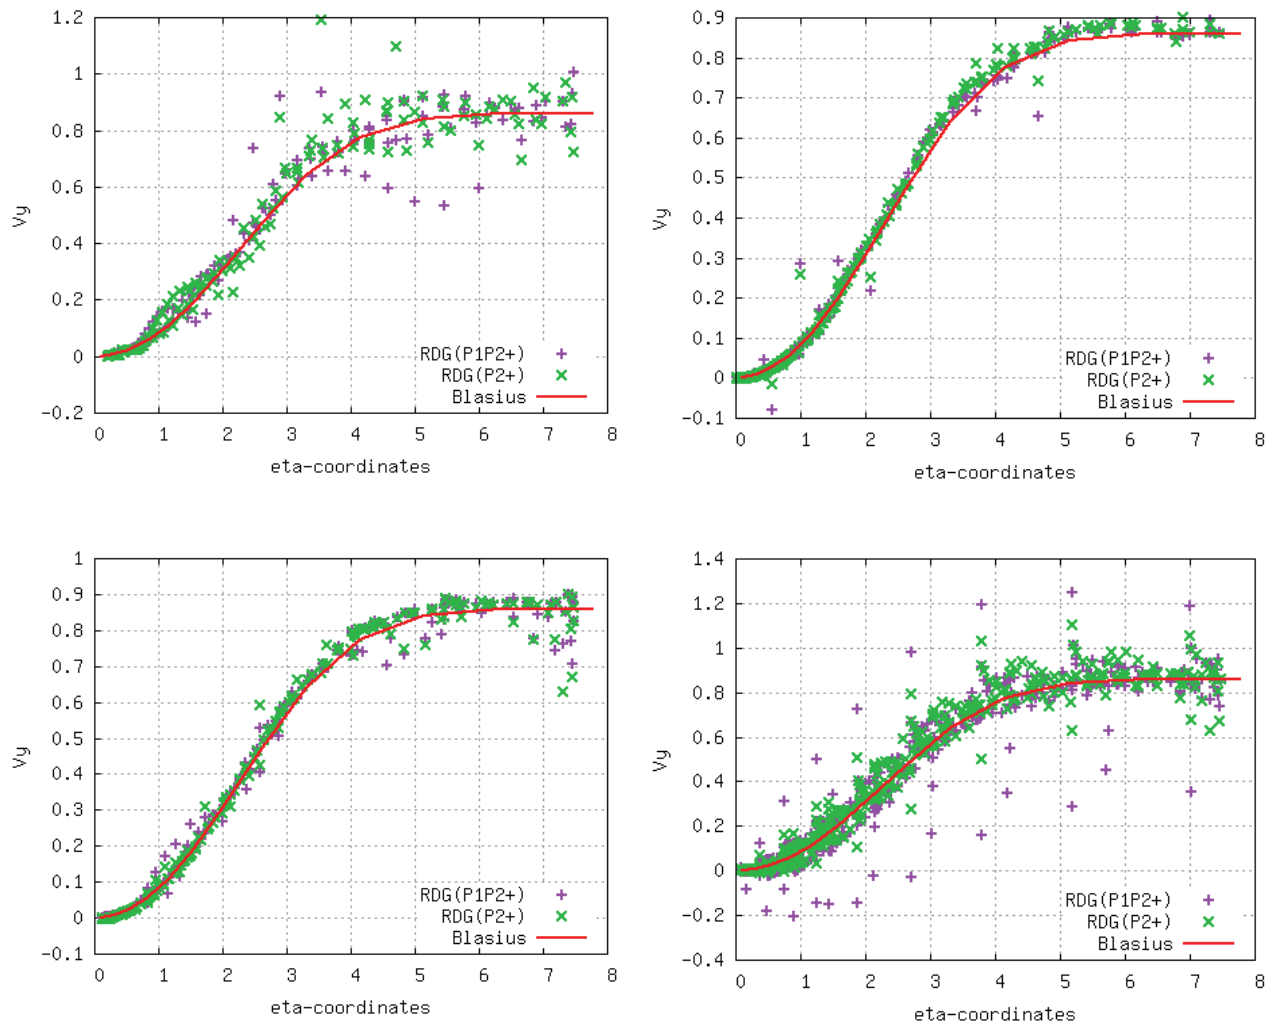 1.2
1
0.8
0.6
0.4
0.2
0
-0.2
Vy
RDG(P1P2+)
RDG(P2+)
Blasius
0 1 2 3 4 5 6 7 8
eta-coordinates
0.9
0.8
0.7
0.6
0.5
0.4
0.3
0.2
0.1
0
-0.1
Vy
RDG(P1P2+)
RDG(P2+)
Blasius
0 1 2 3 4 5 6 7 8
eta-coordinates
1
0.9
0.8
0.7
0.6
0.5
0.4
0.3
0.2
0.1
0
-0.1
Vy
RDG(P1P2+)
RDG(P2+)
Blasius
0 1 2 3 4 5 6 7 8
eta-coordinates
1.4
1.2
1
0.8
0.6
0.4
0.2
0
-0.2
-0.4
Vy
RDG(P1P2+)
RDG(P2+)
Blasius
0 1 2 3 4 5 6 7 8
eta-coordinates